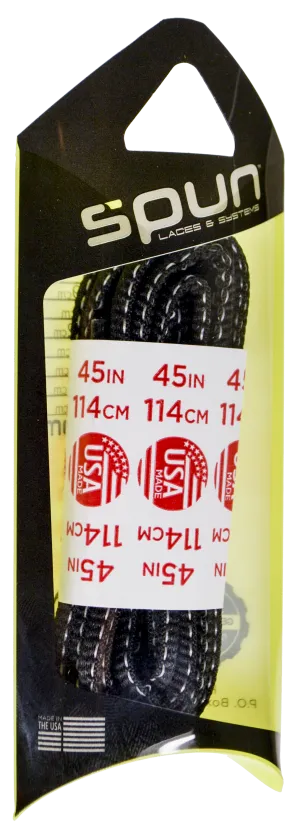 Spun
LACES & SYSTEMS
45IN 45IN 45
114CM 114CM 114
USA MADE USA MADE
114CM 114CM
45IN 45IN
P.O. Box
MADE IN
THE USA